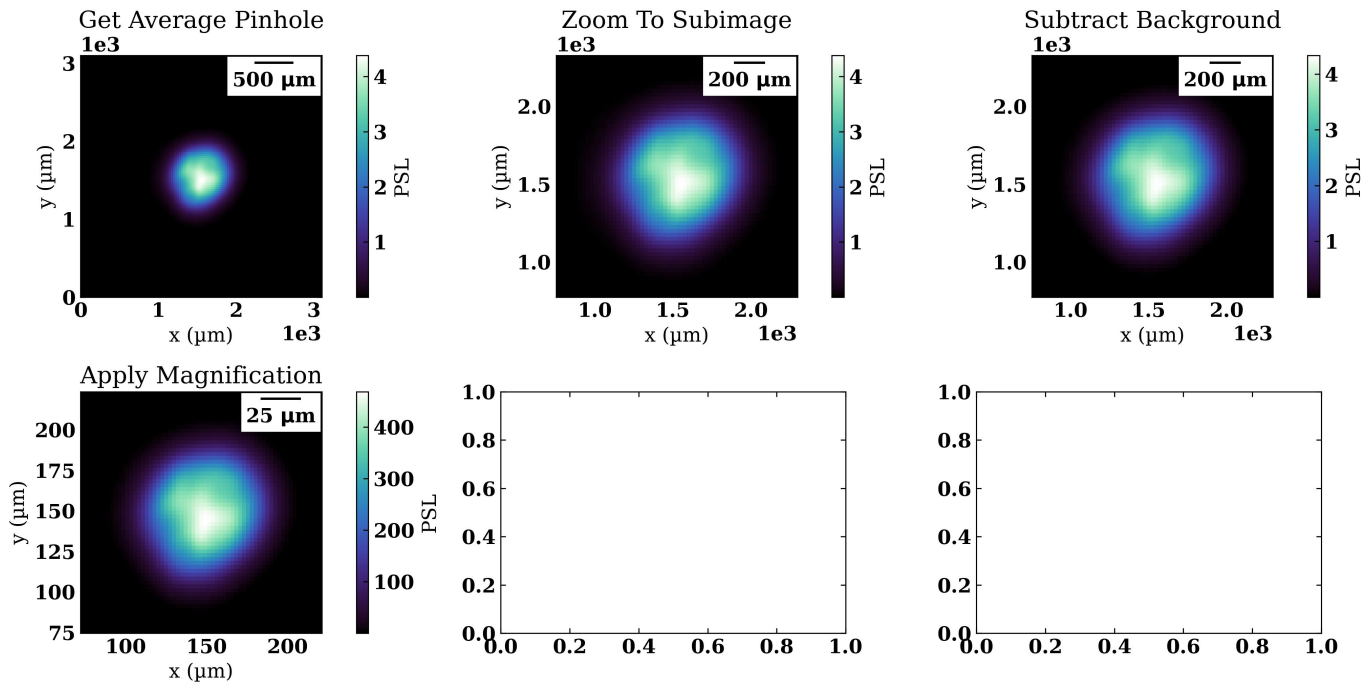 Get Average Pinhole
1e3
500 µm
3
2
1
0
y (µm)
0 1 2 3
x (µm)
1e3
4
3
2
1
PSL
Zoom To Subimage
1e3
200 µm
2.0
1.5
1.0
y (µm)
1.0 1.5 2.0
x (µm)
1e3
4
3
2
1
PSL
Subtract Background
1e3
200 µm
2.0
1.5
1.0
y (µm)
1.0 1.5 2.0
x (µm)
1e3
4
3
2
1
PSL
Apply Magnification
25 µm
200
175
150
125
100
75
y (µm)
100 150 200
x (µm)
400
300
200
100
PSL
1.0
0.8
0.6
0.4
0.2
0.0
0.0 0.2 0.4 0.6 0.8 1.0
1.0
0.8
0.6
0.4
0.2
0.0
0.0 0.2 0.4 0.6 0.8 1.0